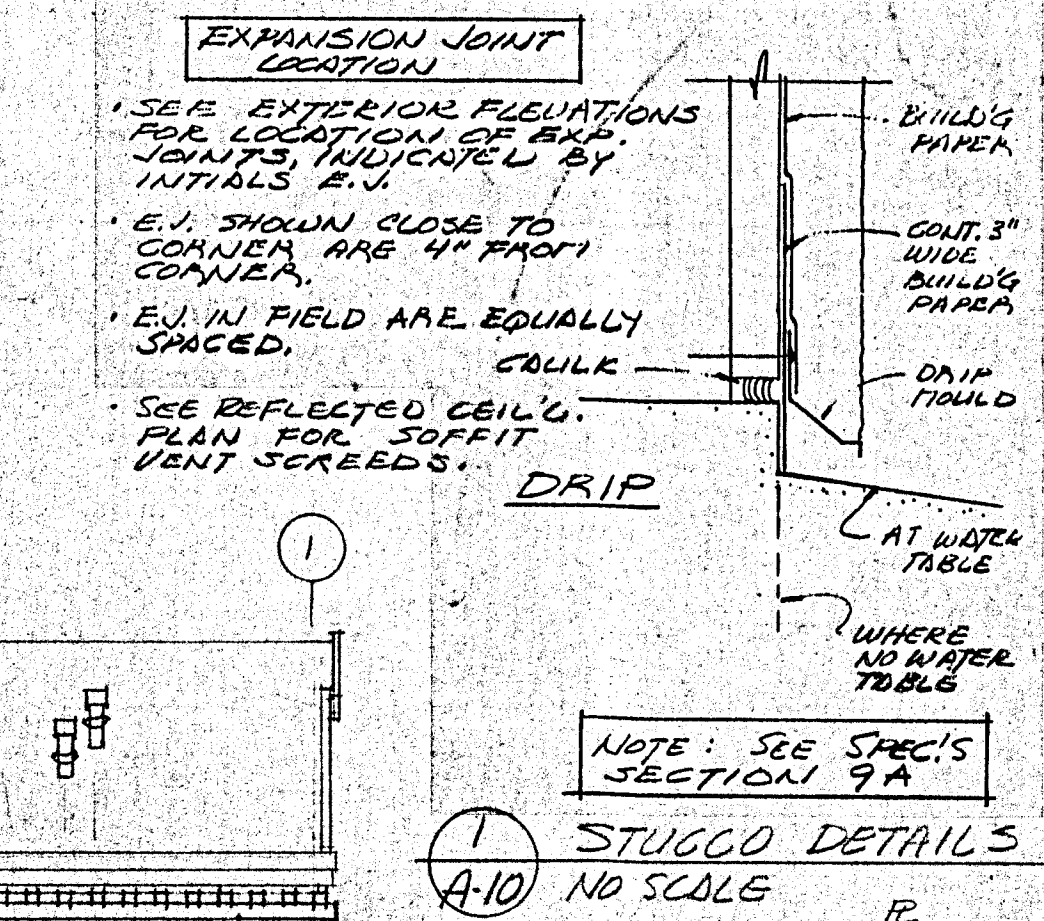 EXPANSION JOINT
LOCATION
• SEE EXTERIOR ELEVATIONS
FOR LOCATION OF EXP.
JOINTS, INDICATED BY
INTIALS E.J.
• E.J. SHOWN CLOSE TO
CORNER ARE 4" FROM
CORNER.
• E.J. IN FIELD ARE EQUALLY
SPACED.
• SEE REFLECTED CEIL'G.
PLAN FOR SOFFIT
VENT SCREEDS.
BUILD'G
PAPER
CONT. 3"
WIDE
BUILD'G
PAPER
CAULK
DRIP
MOULD
DRIP
AT WATER
TABLE
WHERE
NO WATER
TABLE
1
NOTE: SEE SPEC'S
SECTION 9A
1
A-10
STUCCO DETAILS
NO SCALE